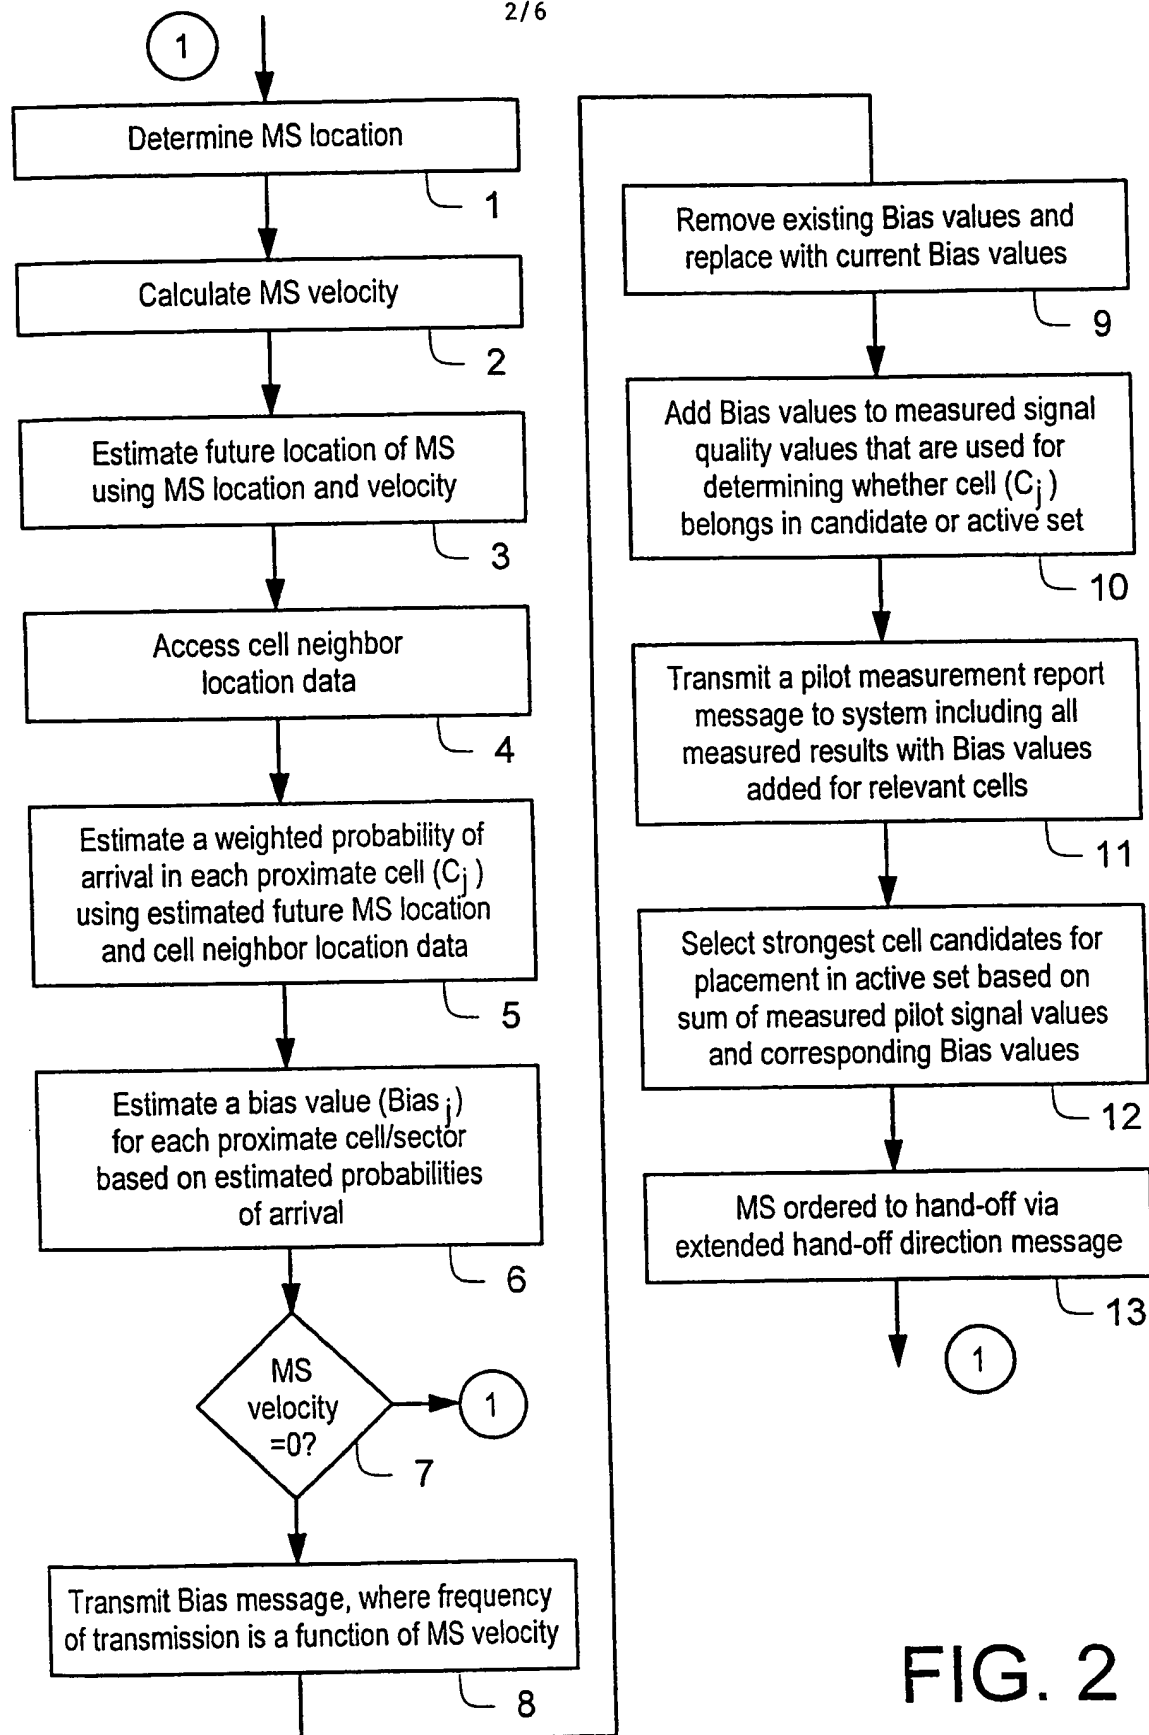 2/6
1
Determine MS location
1
Calculate MS velocity
2
Estimate future location of MS
using MS location and velocity
3
Access cell neighbor
location data
4
Estimate a weighted probability of
arrival in each proximate cell (Cj)
using estimated future MS location
and cell neighbor location data
5
Estimate a bias value (Bias j)
for each proximate cell/sector
based on estimated probabilities
of arrival
6
MS
velocity
=0?
1
7
Transmit Bias message, where frequency
of transmission is a function of MS velocity
8
Remove existing Bias values and
replace with current Bias values
9
Add Bias values to measured signal
quality values that are used for
determining whether cell (Cj)
belongs in candidate or active set
10
Transmit a pilot measurement report
message to system including all
measured results with Bias values
added for relevant cells
11
Select strongest cell candidates for
placement in active set based on
sum of measured pilot signal values
and corresponding Bias values
12
MS ordered to hand-off via
extended hand-off direction message
13
1
FIG. 2